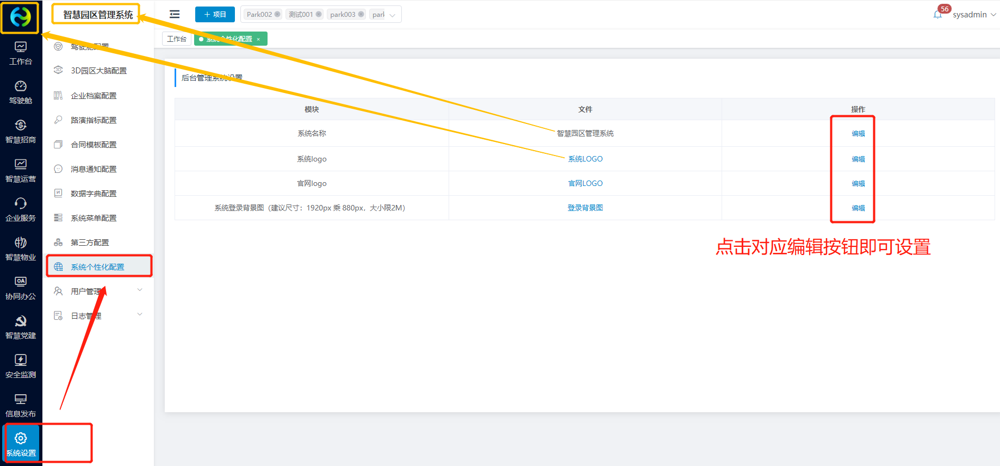 智慧园区管理系统
+ 项目
Park002
测试001
park003
park
56
sysadmin
工作台
系统个性化配置 ×
工作台
驾驶舱
智慧招商
智慧运营
企业服务
智慧物业
协同办公
智慧党建
安全监测
信息发布
系统设置
驾驶舱配置
3D园区大脑配置
企业档案配置
路演指标配置
合同模板配置
消息通知配置
数据字典配置
系统菜单配置
第三方配置
系统个性化配置
用户管理
日志管理
后台管理系统设置
模块 文件 操作
系统名称 智慧园区管理系统 编辑
系统logo 系统LOGO 编辑
官网logo 官网LOGO 编辑
系统登录背景图（建议尺寸：1920px 乘 880px，大小限2M） 登录背景图 编辑
点击对应编辑按钮即可设置